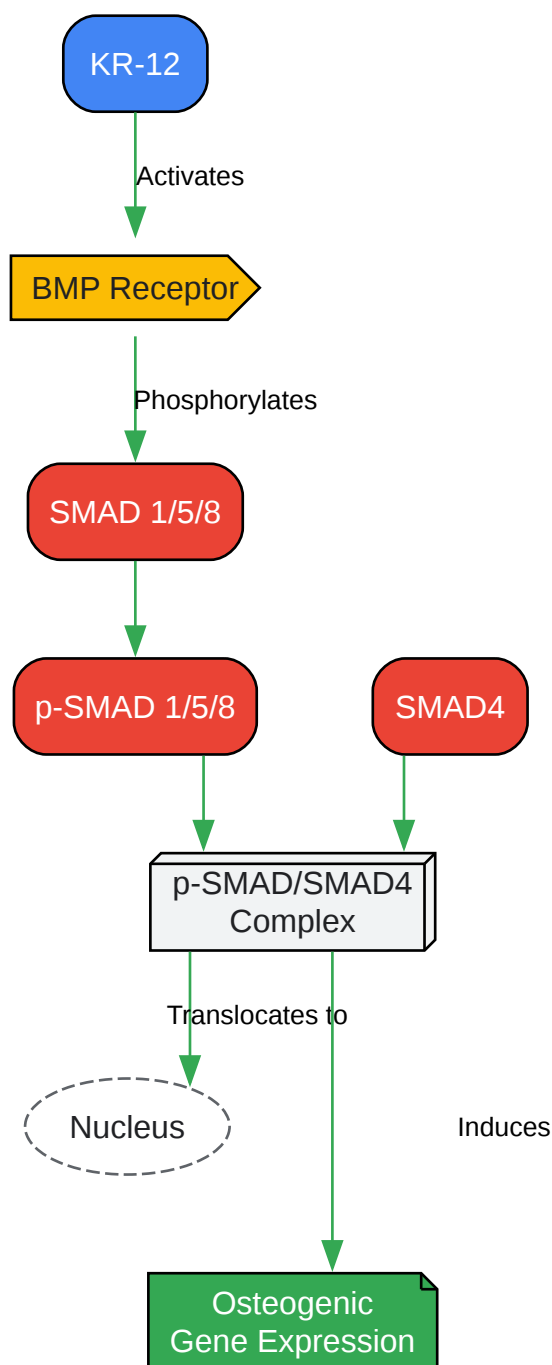 KR-12
Activates
BMP Receptor
Phosphorylates
SMAD 1/5/8
p-SMAD 1/5/8
SMAD4
p-SMAD/SMAD4
Complex
Translocates to
Nucleus
Induces
Osteogenic
Gene Expression